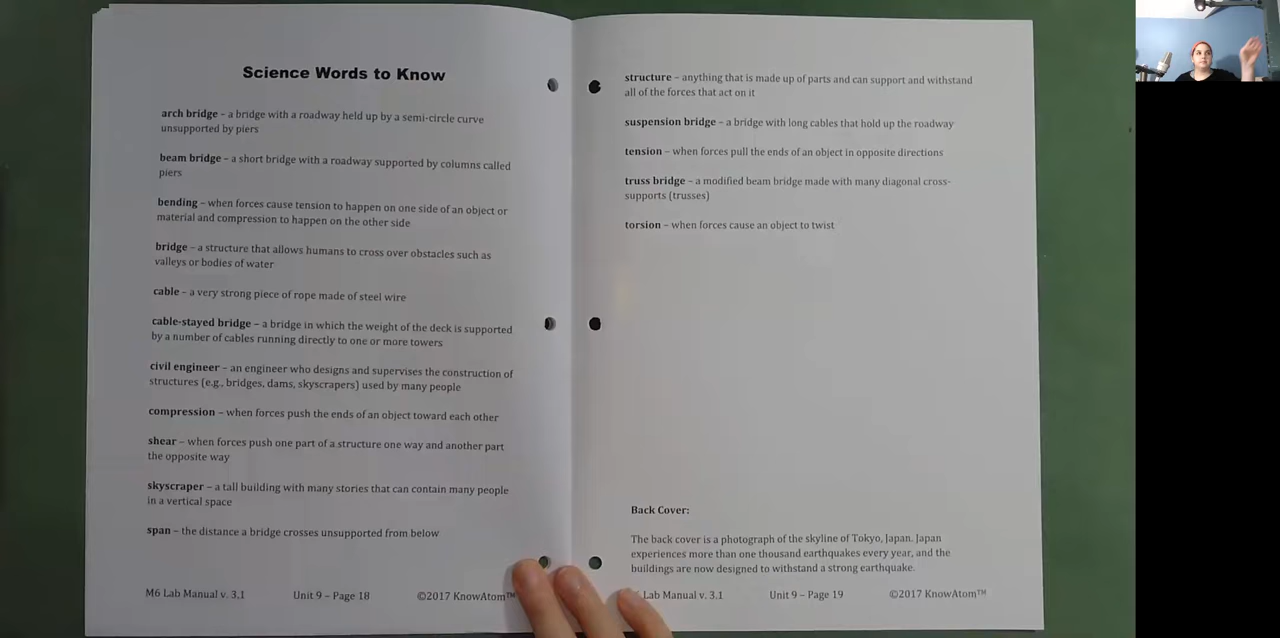 Science Words to Know
arch bridge – a bridge with a roadway held up by a semi-circle curve
unsupported by piers
beam bridge – a short bridge with a roadway supported by columns called
piers
bending – when forces cause tension to happen on one side of an object or
material and compression to happen on the other side
bridge – a structure that allows humans to cross over obstacles such as
valleys or bodies of water
cable – a very strong piece of rope made of steel wire
cable-stayed bridge – a bridge in which the weight of the deck is supported
by a number of cables running directly to one or more towers
civil engineer – an engineer who designs and supervises the construction of
structures (e.g., bridges, dams, skyscrapers) used by many people
compression – when forces push the ends of an object toward each other
shear – when forces push one part of a structure one way and another part
the opposite way
skyscraper – a tall building with many stories that can contain many people
in a vertical space
span – the distance a bridge crosses unsupported from below
M6 Lab Manual v. 3.1 Unit 9 – Page 18 ©2017 KnowAtom™
structure – anything that is made up of parts and can support and withstand
all of the forces that act on it
suspension bridge – a bridge with long cables that hold up the roadway
tension – when forces pull the ends of an object in opposite directions
truss bridge – a modified beam bridge made with many diagonal cross-
supports (trusses)
torsion – when forces cause an object to twist
Back Cover:
The back cover is a photograph of the skyline of Tokyo, Japan. Japan
experiences more than one thousand earthquakes every year, and the
buildings are now designed to withstand a strong earthquake.
Lab Manual v. 3.1 Unit 9 – Page 19 ©2017 KnowAtom™